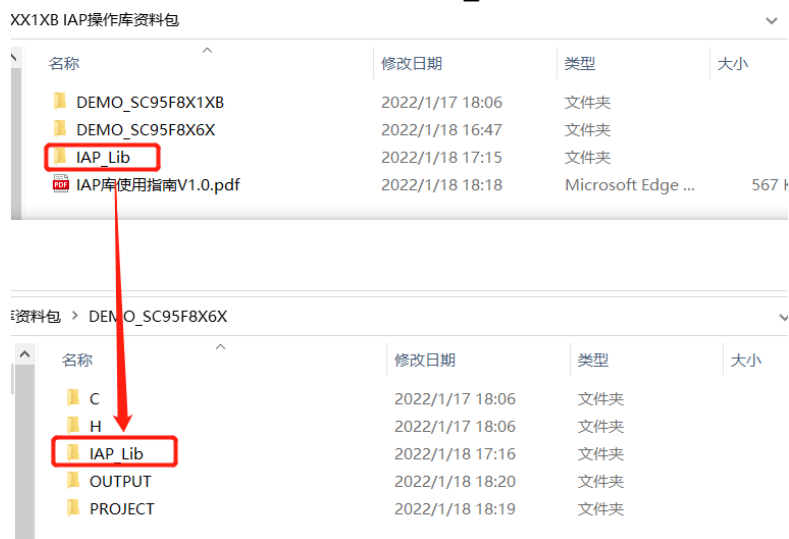 XX1XB IAP操作库资料包
名称 修改日期 类型 大小
DEMO_SC95F8X1XB 2022/1/17 18:06 文件夹
DEMO_SC95F8X6X 2022/1/18 16:47 文件夹
IAP_Lib 2022/1/18 17:15 文件夹
PDF IAP库使用指南V1.0.pdf 2022/1/18 18:18 Microsoft Edge ... 567 K
库资料包 > DEMO_SC95F8X6X
名称 修改日期 类型 大小
C 2022/1/17 18:06 文件夹
H 2022/1/17 18:06 文件夹
IAP_Lib 2022/1/18 17:16 文件夹
OUTPUT 2022/1/18 18:20 文件夹
PROJECT 2022/1/18 18:19 文件夹